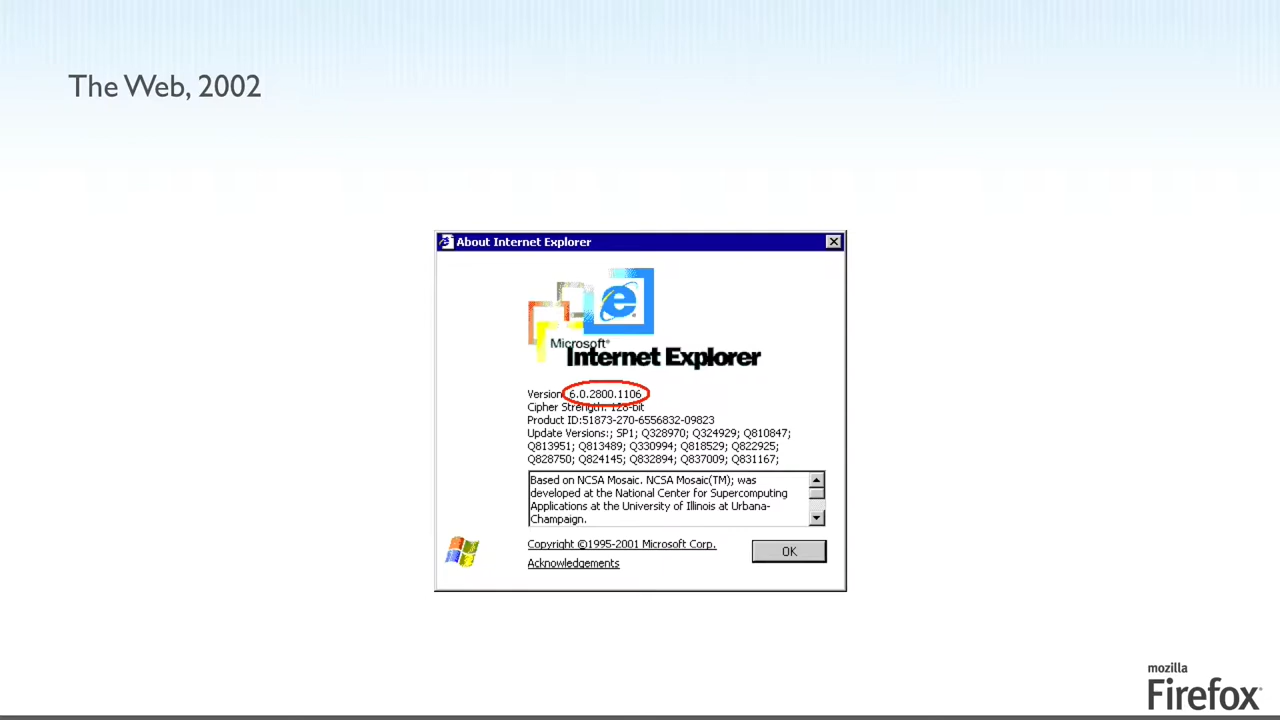 The Web, 2002
About Internet Explorer
Microsoft®
Internet Explorer
Version: 6.0.2800.1106
Cipher Strength: 128-bit
Product ID:51873-270-6556832-09823
Update Versions:; SP1; Q328970; Q324929; Q810847;
Q813951; Q813489; Q330994; Q818529; Q822925;
Q828750; Q824145; Q832894; Q837009; Q831167;
Based on NCSA Mosaic. NCSA Mosaic(TM); was
developed at the National Center for Supercomputing
Applications at the University of Illinois at Urbana-
Champaign.
Copyright ©1995-2001 Microsoft Corp.
OK
Acknowledgements
mozilla
Firefox®